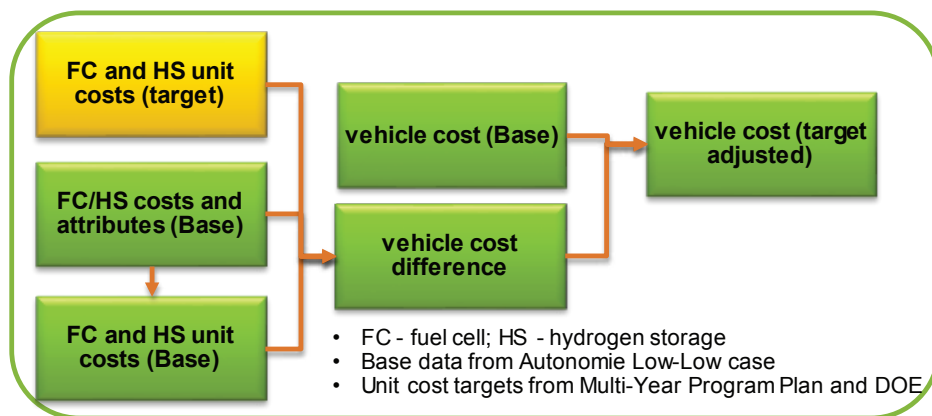 FC and HS unit
costs (target)
FC/HS costs and
attributes (Base)
FC and HS unit
costs (Base)
vehicle cost (Base)
vehicle cost
difference
vehicle cost (target
adjusted)
• FC - fuel cell; HS - hydrogen storage
• Base data from Autonomie Low-Low case
• Unit cost targets from Multi-Year Program Plan and DOE